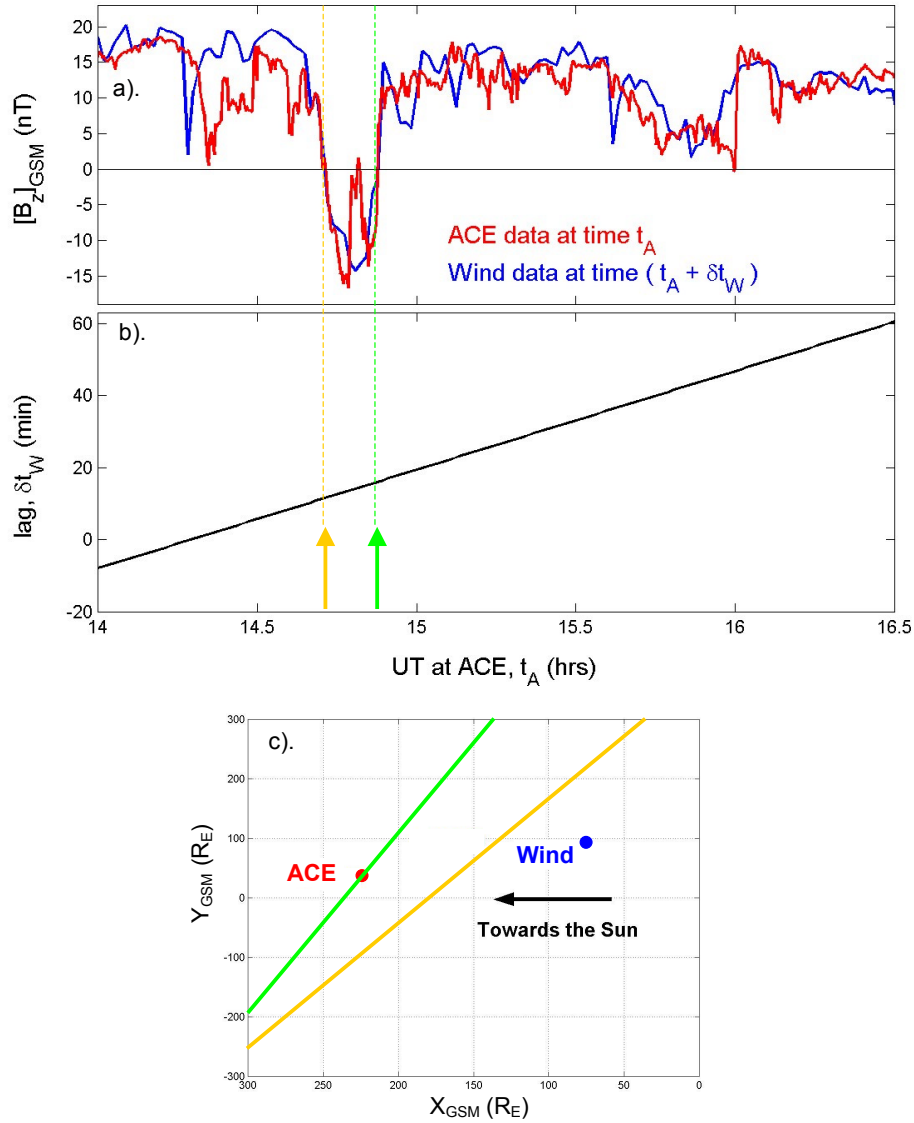 a).
[B_z]_GSM (nT)
20
15
10
5
0
-5
-10
-15
ACE data at time t_A
Wind data at time (t_A + δt_W)
b).
lag, δt_W (min)
60
40
20
0
-20
14 14.5 15 15.5 16 16.5
UT at ACE, t_A (hrs)
c).
Y_GSM (R_E)
300
200
100
0
-100
-200
-300
ACE
Wind
Towards the Sun
300 250 200 150 100 50 0
X_GSM (R_E)